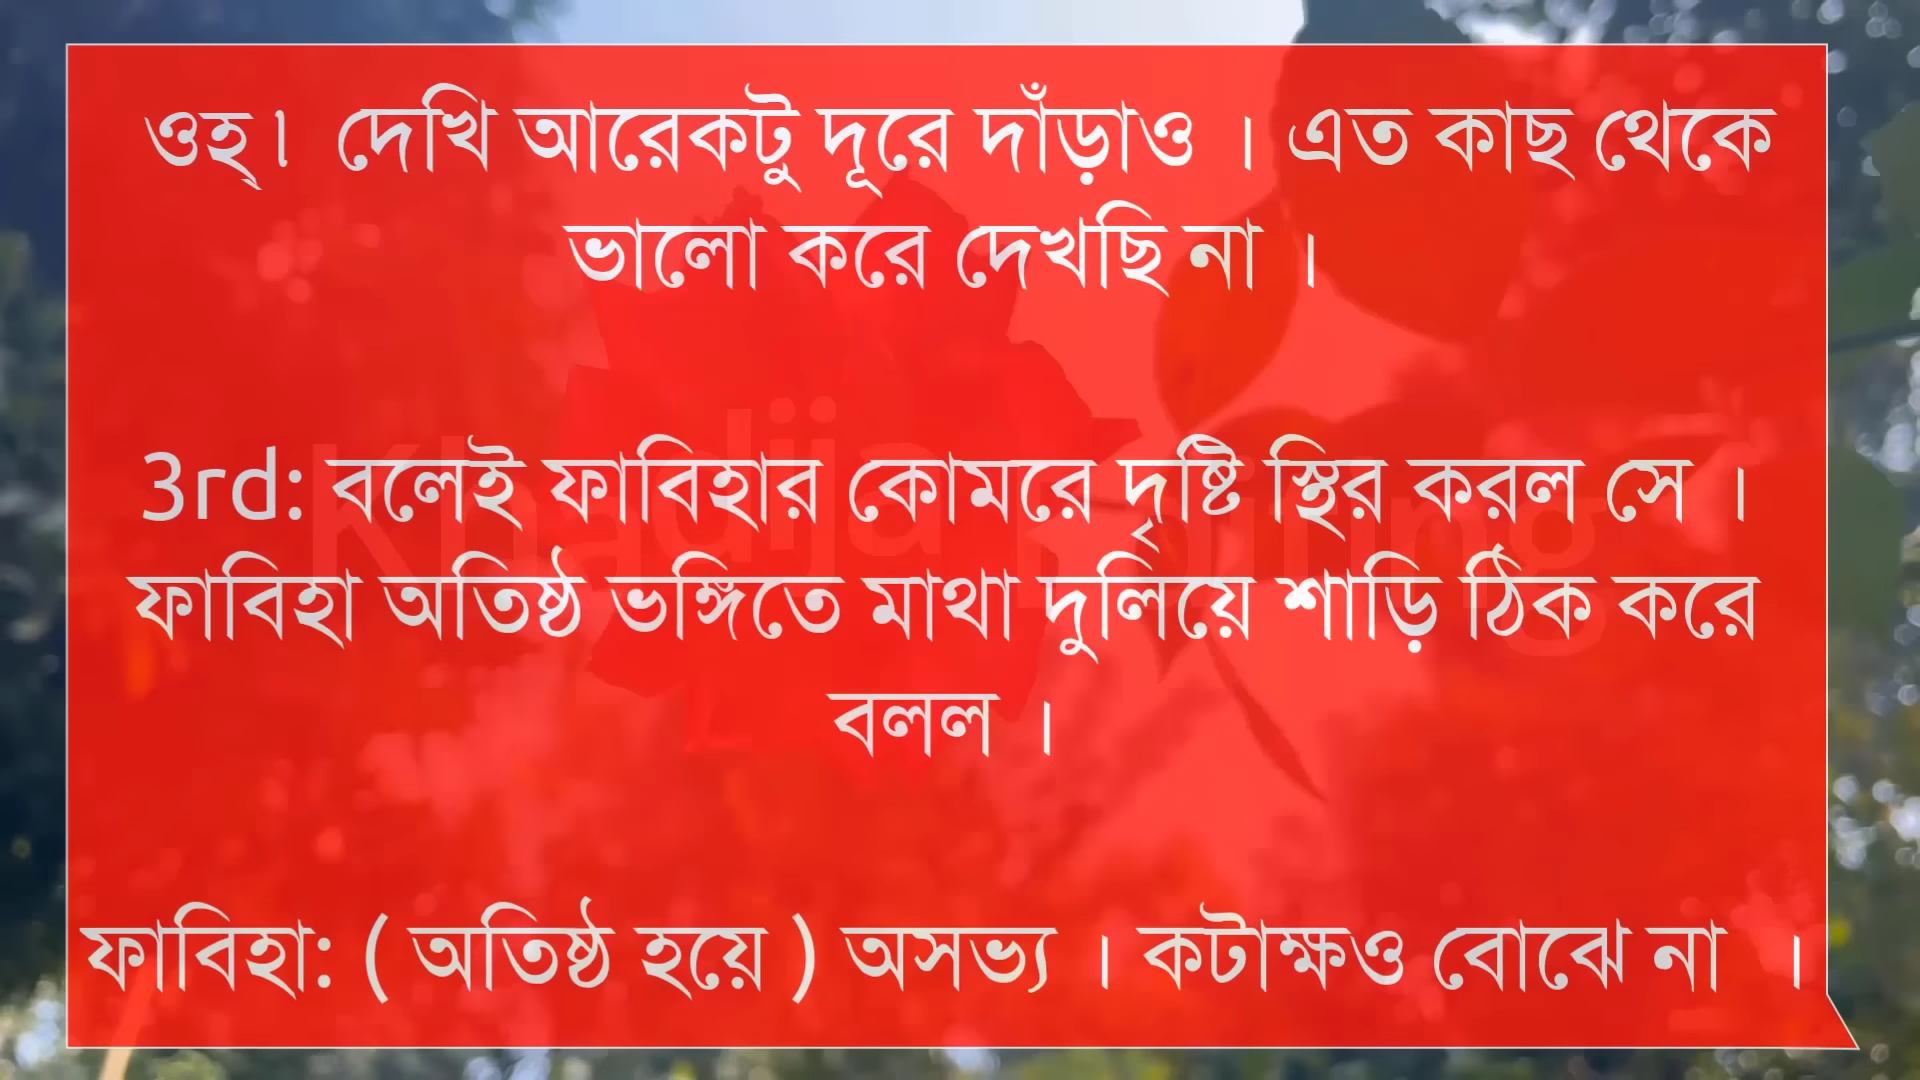 ওহ্। দেখি আরেকটু দূরে দাঁড়াও । এত কাছ থেকে
ভালো করে দেখছি না ।
3rd: বলেই ফাবিহার কোমরে দৃষ্টি স্থির করল সে ।
ফাবিহা অতিষ্ঠ ভঙ্গিতে মাথা দুলিয়ে শাড়ি ঠিক করে
বলল ।
ফাবিহা: ( অতিষ্ঠ হয়ে ) অসভ্য । কটাক্ষও বোঝে না ।